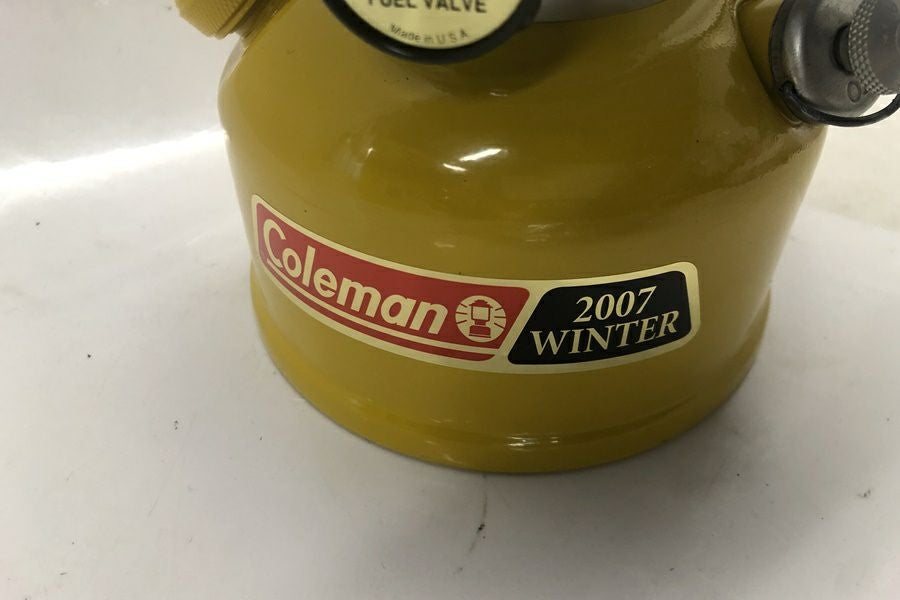 FUEL VALVE
Made in U.S.A.
Coleman
2007
WINTER